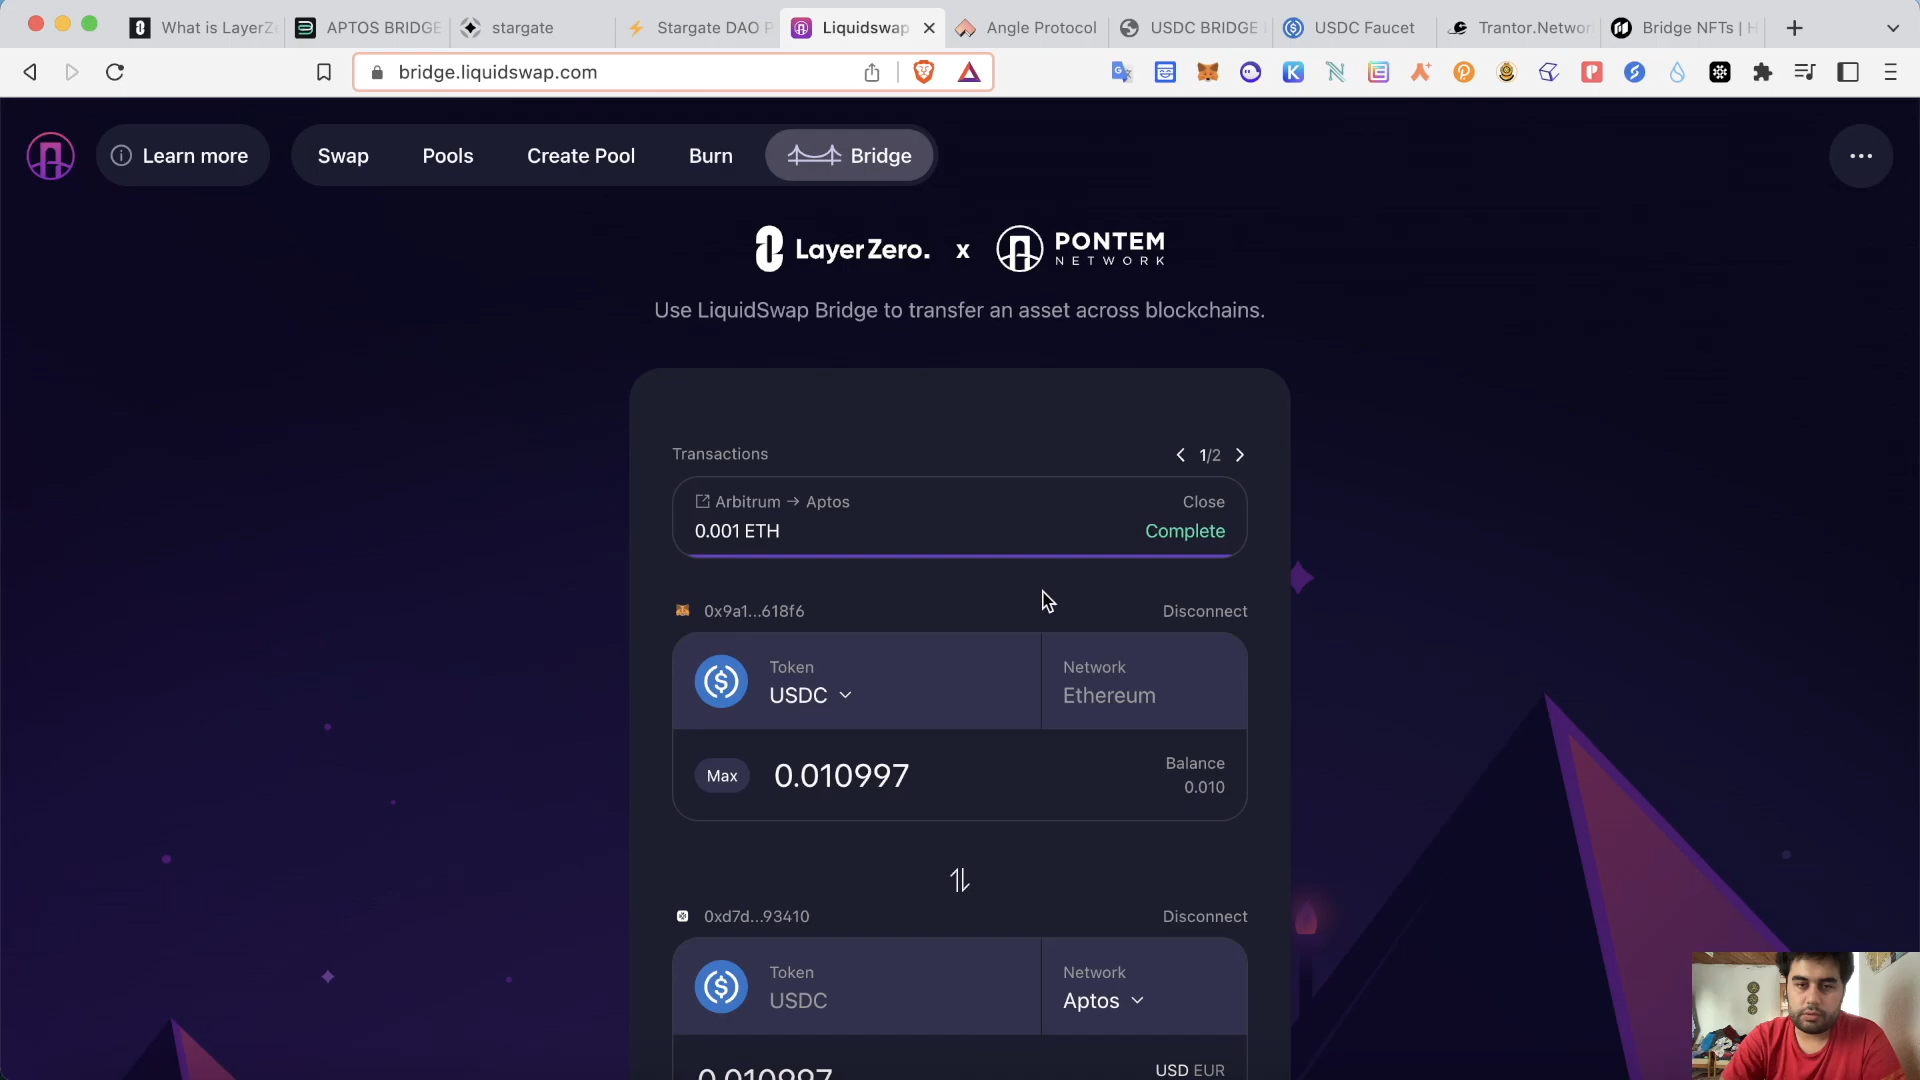 What is LayerZ
APTOS BRIDGE
stargate
Stargate DAO P
Liquidswap
Angle Protocol
USDC BRIDGE
USDC Faucet
Trantor.Networ
Bridge NFTs | H
bridge.liquidswap.com
Learn more
Swap
Pools
Create Pool
Burn
Bridge
LayerZero. x PONTEM NETWORK
Use LiquidSwap Bridge to transfer an asset across blockchains.
Transactions
1/2
Arbitrum → Aptos
Close
0.001 ETH
Complete
0x9a1...618f6
Disconnect
Token
Network
USDC
Ethereum
Max
0.010997
Balance
0.010
0xd7d...93410
Disconnect
Token
Network
USDC
Aptos
0.010997
USD EUR